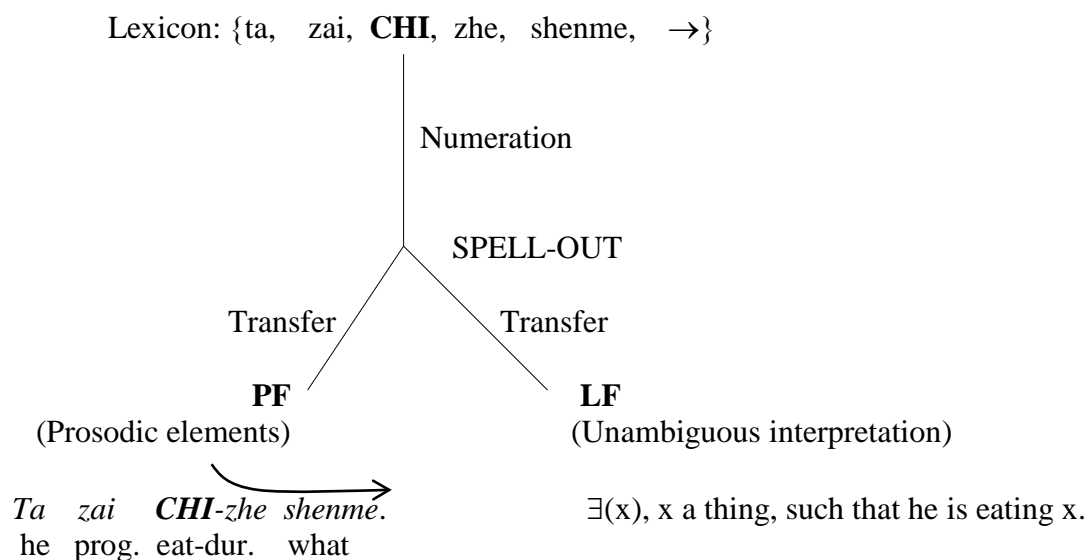 Lexicon: {ta, zai, CHI, zhe, shenme, →}
Numeration
SPELL-OUT
Transfer Transfer
PF LF
(Prosodic elements) (Unambiguous interpretation)
Ta zai CHI-zhe shenme. ∃(x), x a thing, such that he is eating x.
he prog. eat-dur. what